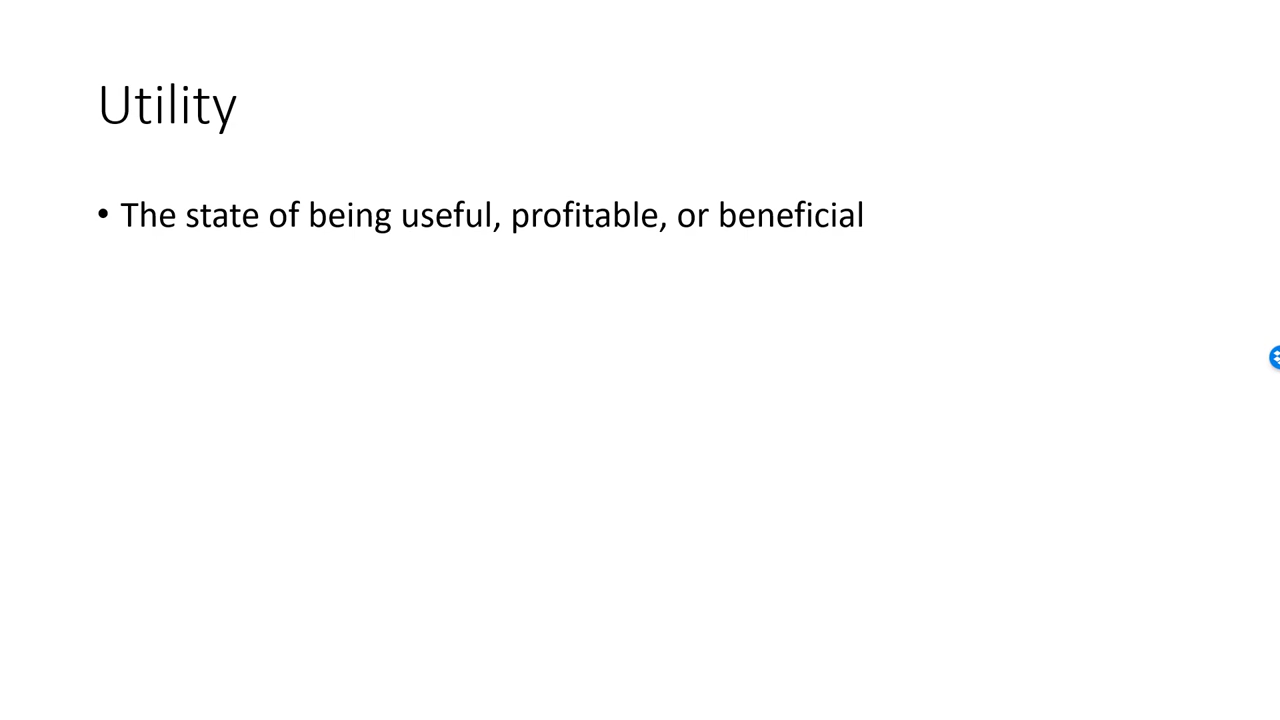 Utility
• The state of being useful, profitable, or beneficial